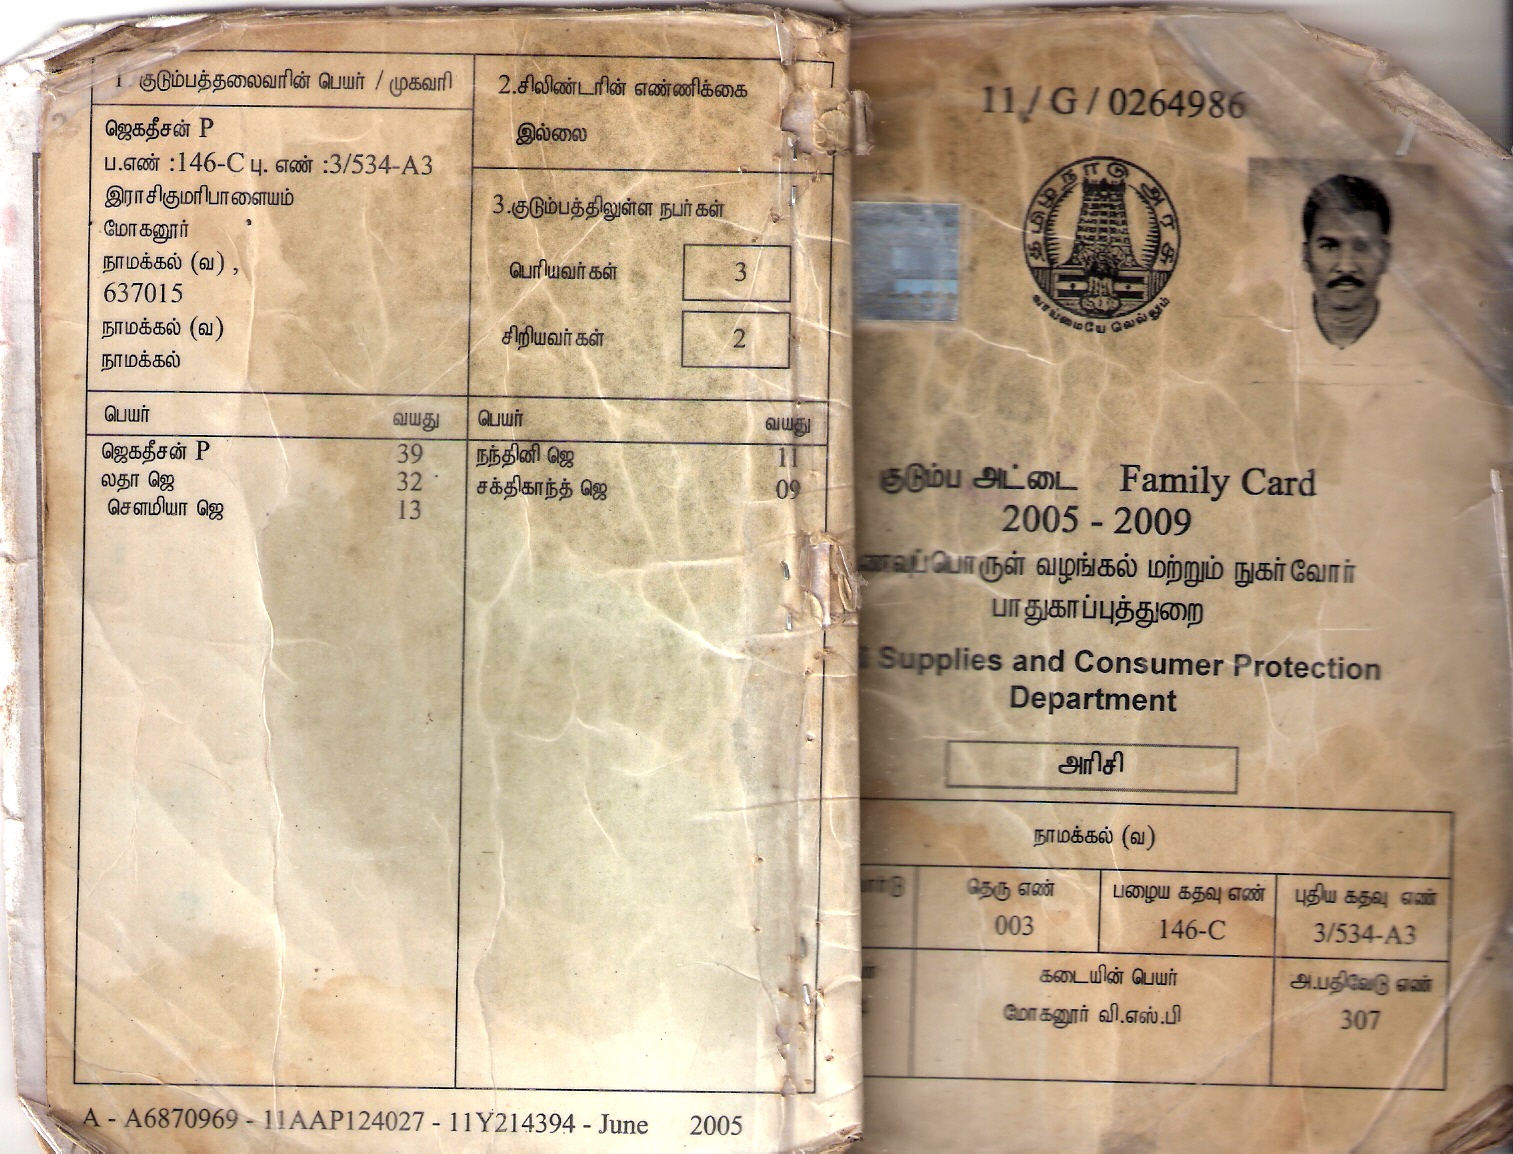 1. குடும்பத்தலைவரின் பெயர் / முகவரி
ஜெகதீசன் P
ப.எண் :146-C பு. எண் :3/534-A3
இராசிகுமரிபாளையம்
மோகனூர்
நாமக்கல் (வ) ,
637015
நாமக்கல் (வ)
நாமக்கல்
2.சிலிண்டரின் எண்ணிக்கை
இல்லை
3.குடும்பத்திலுள்ள நபர்கள்
பெரியவர்கள் 3
சிறியவர்கள் 2
பெயர் வயது பெயர் வயது
ஜெகதீசன் P 39 நந்தினி ஜெ 11
லதா ஜெ 32 சக்திகாந்த் ஜெ 09
சௌமியா ஜெ 13
A - A6870969 - 11AAP124027 - 11Y214394 - June 2005
11 / G / 0264986
தமிழ்நாடு அரசு
வாய்மையே வெல்லும்
குடும்ப அட்டை Family Card
2005 - 2009
வழங்கல் மற்றும் நுகர்வோர்
பாதுகாப்புத்துறை
Supplies and Consumer Protection
Department
அரிசி
நாமக்கல் (வ)
தெரு எண் பழைய கதவு எண் புதிய கதவு எண்
003 146-C 3/534-A3
கடையின் பெயர் அ.பதிவேடு எண்
மோகனூர் வி.எஸ்.பி 307